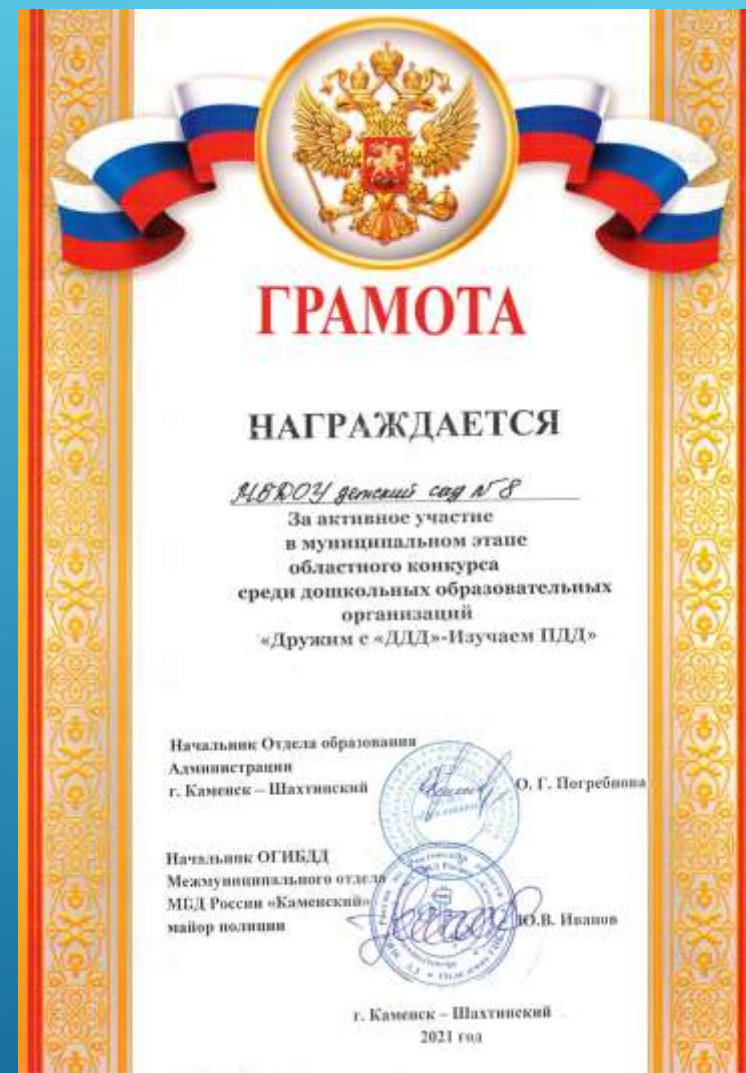 ГРАМОТА
НАГРАЖДАЕТСЯ
МБДОУ детский сад № 8
За активное участие
в муниципальном этапе
областного конкурса
среди дошкольных образовательных
организаций
«Дружим с «ДДД»-Изучаем ПДД»
Начальник Отдела образования
Администрации
г. Каменск – Шахтинский О. Г. Погребнова
Начальник ОГИБДД
Межмуниципального отдела
МВД России «Каменский»
майор полиции Ю.В. Иванов
г. Каменск – Шахтинский
2021 год